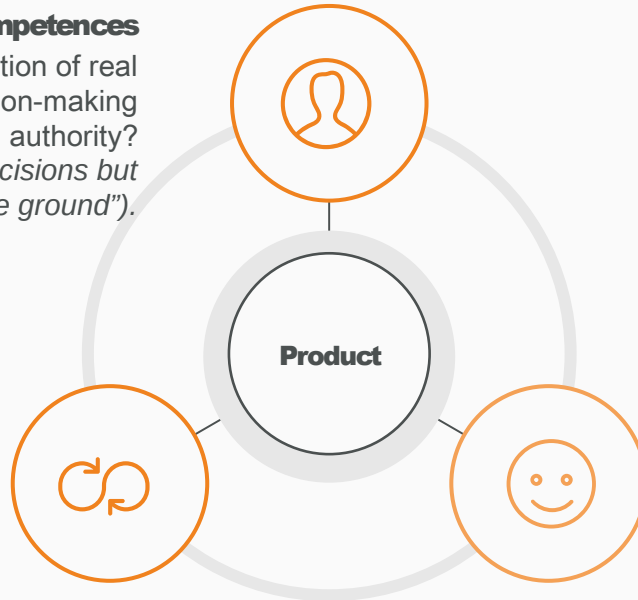 mpetences
tion of real
on-making
authority?
cisions but
e ground”).
Product